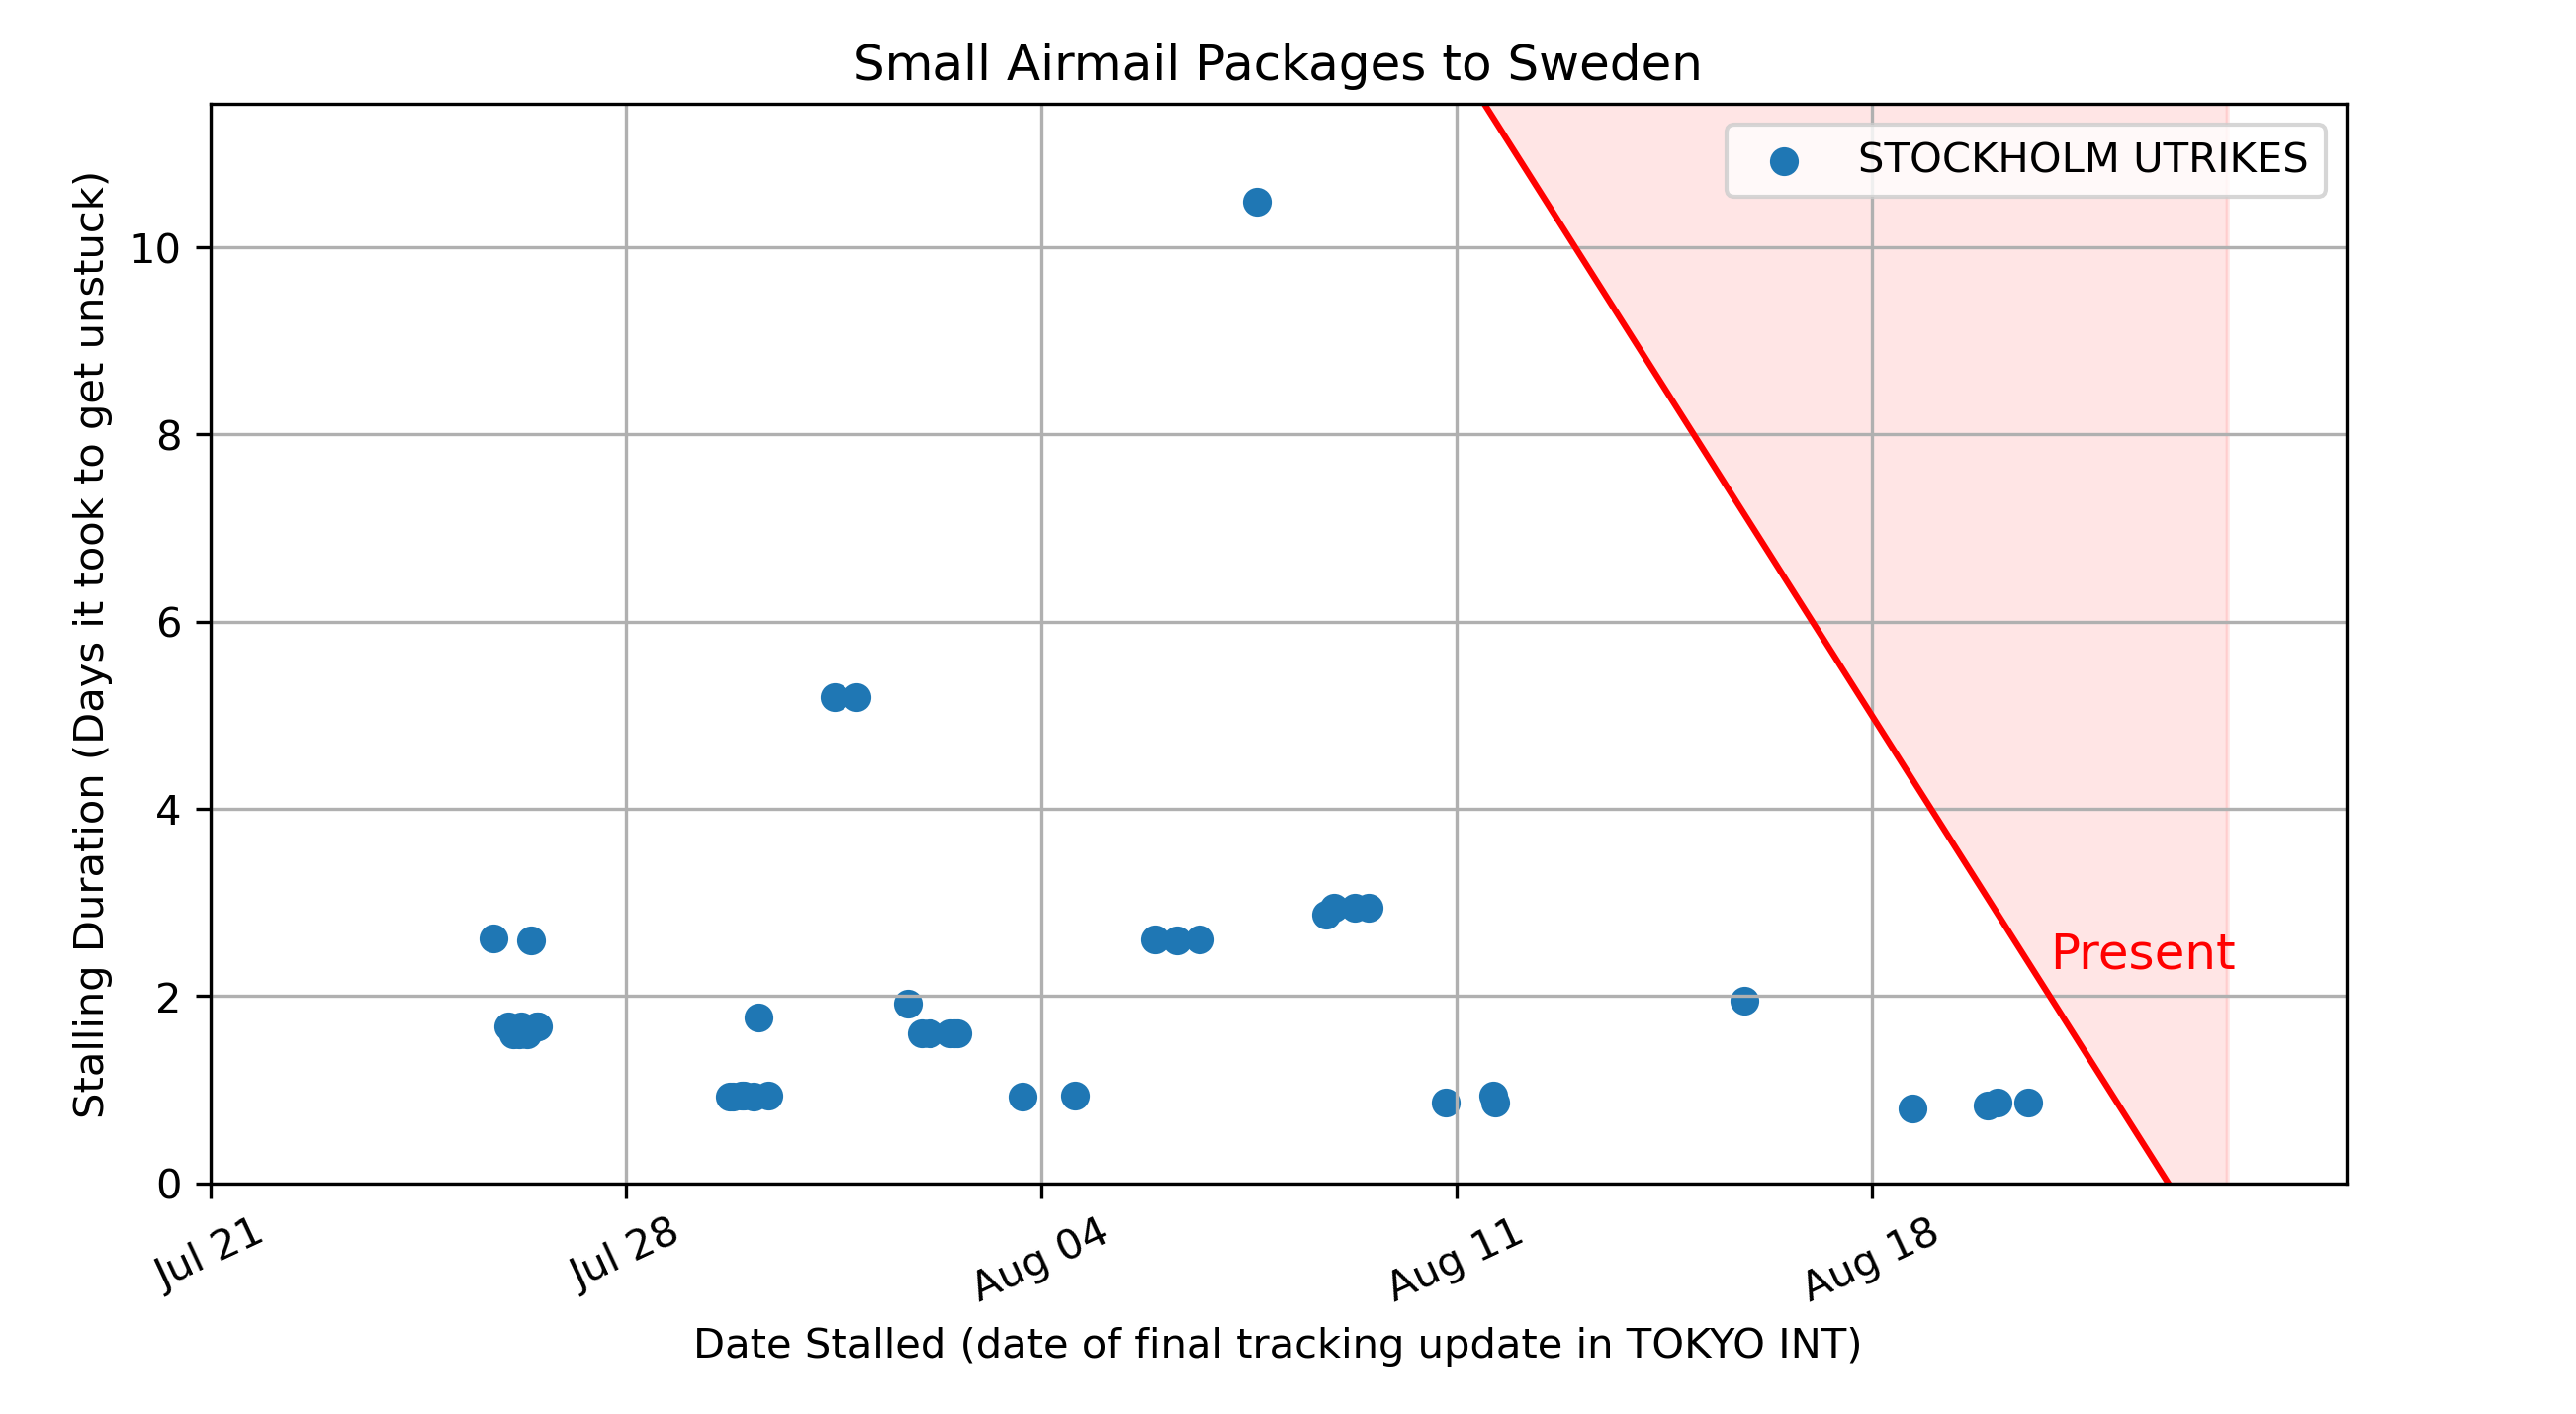 Small Airmail Packages to Sweden
STOCKHOLM UTRIKES
Stalling Duration (Days it took to get unstuck)
10
8
6
4
2
0
Present
Jul 21
Jul 28
Aug 04
Aug 11
Aug 18
Date Stalled (date of final tracking update in TOKYO INT)